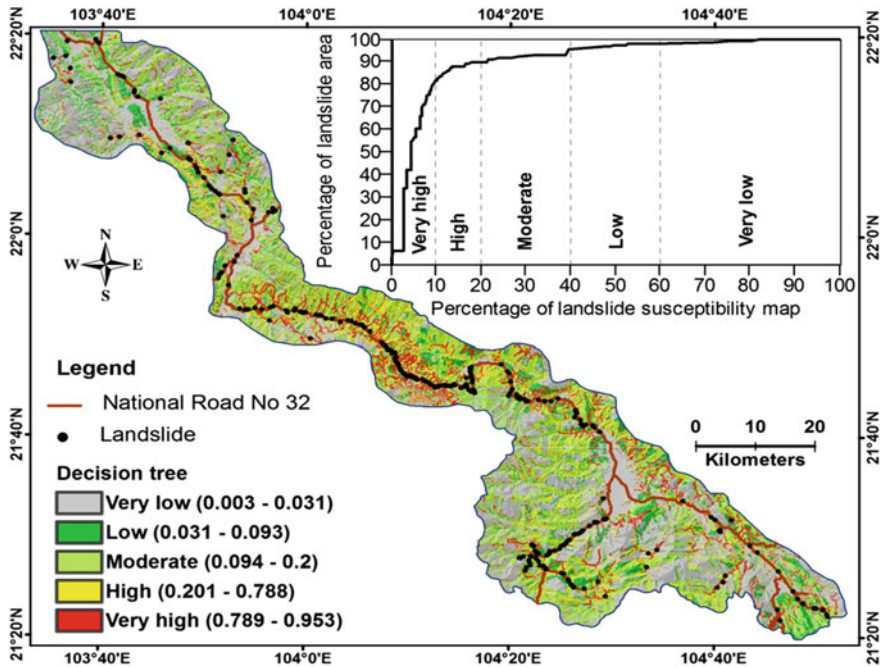 103°40'E 104°0'E 104°20'E 104°40'E
22°20'N 22°20'N
22°0'N 22°0'N
21°40'N 21°40'N
21°20'N 21°20'N
Percentage of landslide area
100
90
80
70
60
50
40
30
20
10
0
Very high
High
Moderate
Low
Very low
0 10 20 30 40 50 60 70 80 90 100
Percentage of landslide susceptibility map
N
W E
S
Legend
National Road No 32
Landslide
Decision tree
Very low (0.003 - 0.031)
Low (0.031 - 0.093)
Moderate (0.094 - 0.2)
High (0.201 - 0.788)
Very high (0.789 - 0.953)
0 10 20
Kilometers
103°40'E 104°0'E 104°20'E 104°40'E